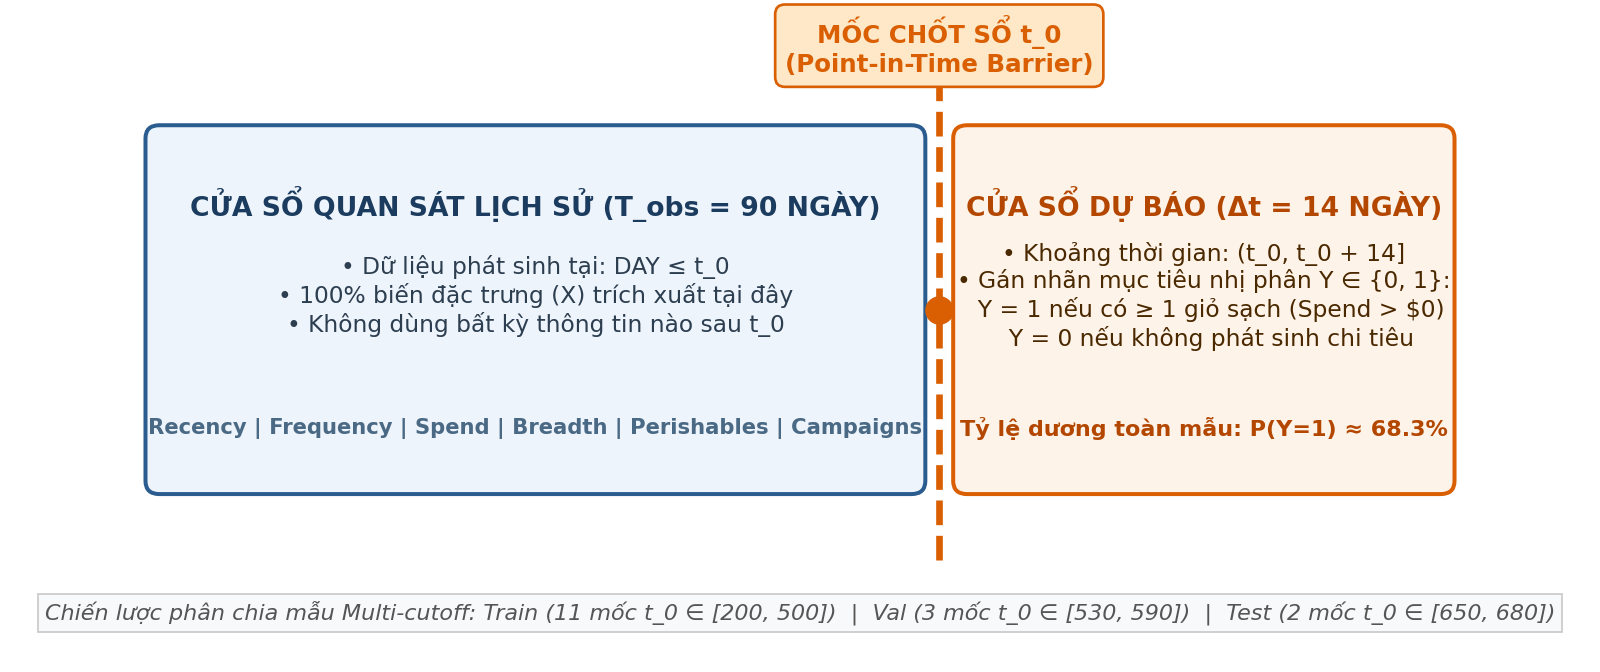 MỐC CHỐT SỔ t_0
(Point-in-Time Barrier)
CỬA SỔ QUAN SÁT LỊCH SỬ (T_obs = 90 NGÀY)
• Dữ liệu phát sinh tại: DAY ≤ t_0
• 100% biến đặc trưng (X) trích xuất tại đây
• Không dùng bất kỳ thông tin nào sau t_0
Recency | Frequency | Spend | Breadth | Perishables | Campaigns
CỬA SỔ DỰ BÁO (Δt = 14 NGÀY)
• Khoảng thời gian: (t_0, t_0 + 14]
• Gán nhãn mục tiêu nhị phân Y ∈ {0, 1}:
Y = 1 nếu có ≥ 1 giỏ sạch (Spend > $0)
Y = 0 nếu không phát sinh chi tiêu
Tỷ lệ dương toàn mẫu: P(Y=1) ≈ 68.3%
Chiến lược phân chia mẫu Multi-cutoff: Train (11 mốc t_0 ∈ [200, 500]) | Val (3 mốc t_0 ∈ [530, 590]) | Test (2 mốc t_0 ∈ [650, 680])